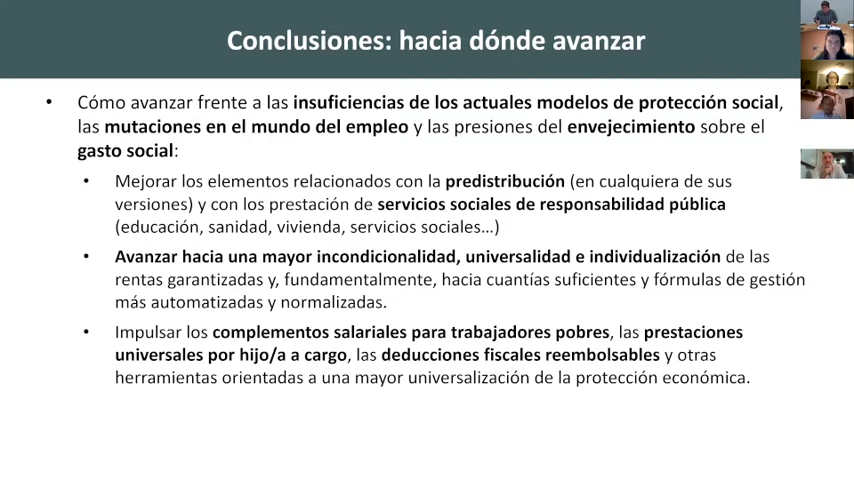 Conclusiones: hacia dónde avanzar
• Cómo avanzar frente a las insuficiencias de los actuales modelos de protección social,
las mutaciones en el mundo del empleo y las presiones del envejecimiento sobre el
gasto social:
• Mejorar los elementos relacionados con la predistribución (en cualquiera de sus
versiones) y con los prestación de servicios sociales de responsabilidad pública
(educación, sanidad, vivienda, servicios sociales…)
• Avanzar hacia una mayor incondicionalidad, universalidad e individualización de las
rentas garantizadas y, fundamentalmente, hacia cuantías suficientes y fórmulas de gestión
más automatizadas y normalizadas.
• Impulsar los complementos salariales para trabajadores pobres, las prestaciones
universales por hijo/a a cargo, las deducciones fiscales reembolsables y otras
herramientas orientadas a una mayor universalización de la protección económica.